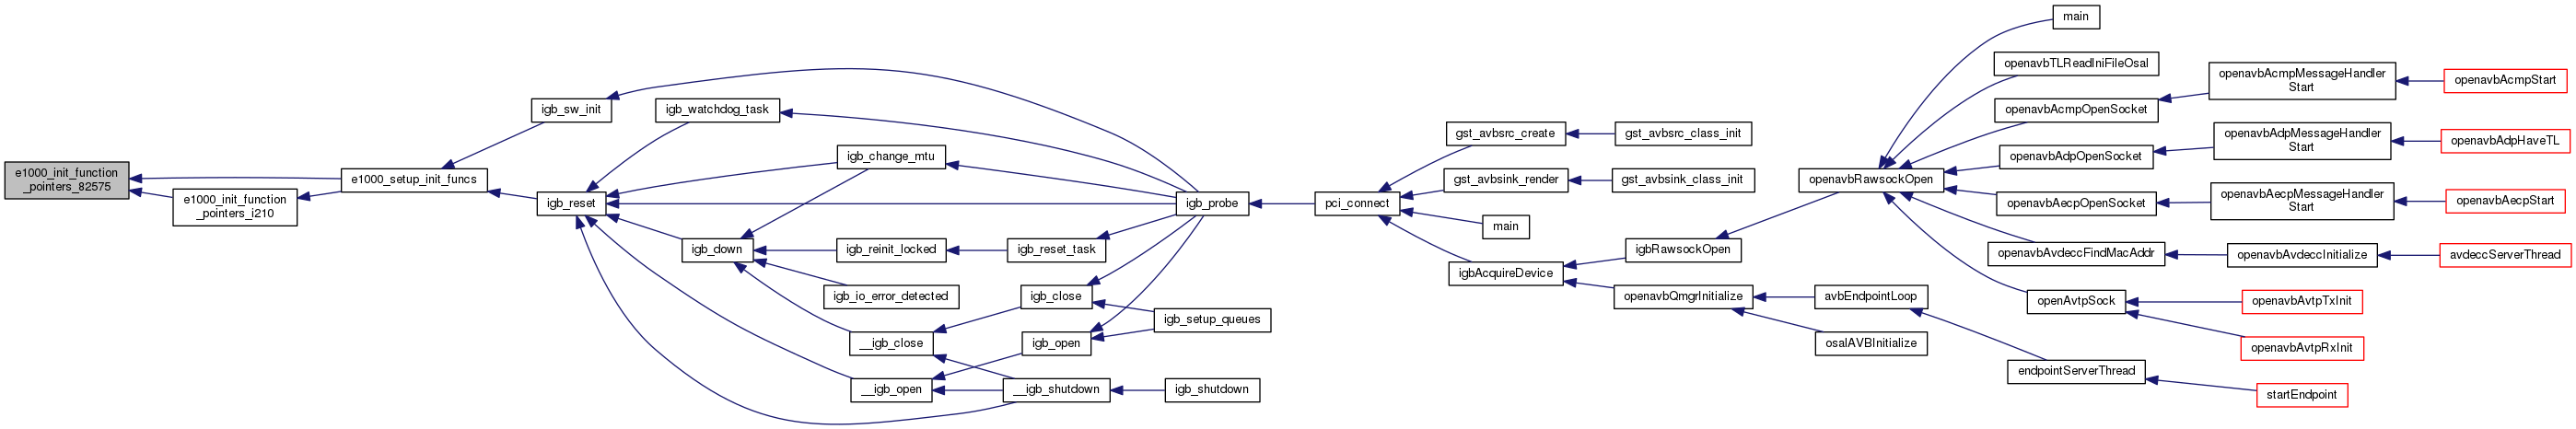 e1000_init_function
_pointers_82575
e1000_init_function
_pointers_i210
e1000_setup_init_funcs
igb_sw_init
igb_reset
igb_watchdog_task
igb_change_mtu
igb_down
igb_reinit_locked
igb_reset_task
igb_io_error_detected
igb_close
igb_setup_queues
__igb_close
igb_open
__igb_open
__igb_shutdown
igb_shutdown
igb_probe
pci_connect
gst_avbsrc_create
gst_avbsrc_class_init
gst_avbsink_render
gst_avbsink_class_init
main
igbAcquireDevice
igbRawsockOpen
openavbQmgrInitialize
avbEndpointLoop
osalAVBInitialize
openavbRawsockOpen
main
openavbTLReadIniFileOsal
openavbAcmpOpenSocket
openavbAcmpMessageHandler
Start
openavbAcmpStart
openavbAdpOpenSocket
openavbAdpMessageHandler
Start
openavbAdpHaveTL
openavbAecpOpenSocket
openavbAecpMessageHandler
Start
openavbAecpStart
openavbAvdeccFindMacAddr
openavbAvdeccInitialize
avdeccServerThread
openAvtpSock
openavbAvtpTxInit
openavbAvtpRxInit
endpointServerThread
startEndpoint